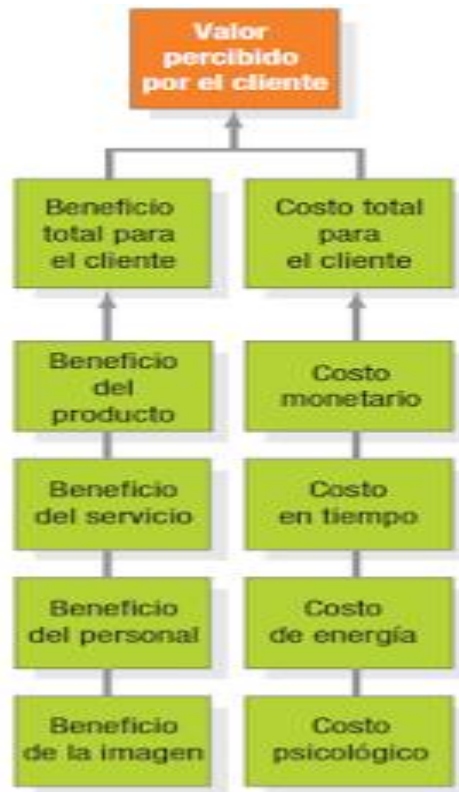 Valor
percibido
por el cliente
Beneficio
total para
el cliente
Costo total
para
el cliente
Beneficio
del
producto
Costo
monetario
Beneficio
del servicio
Costo
en tiempo
Beneficio
del personal
Costo
de energía
Beneficio
de la imagen
Costo
psicológico